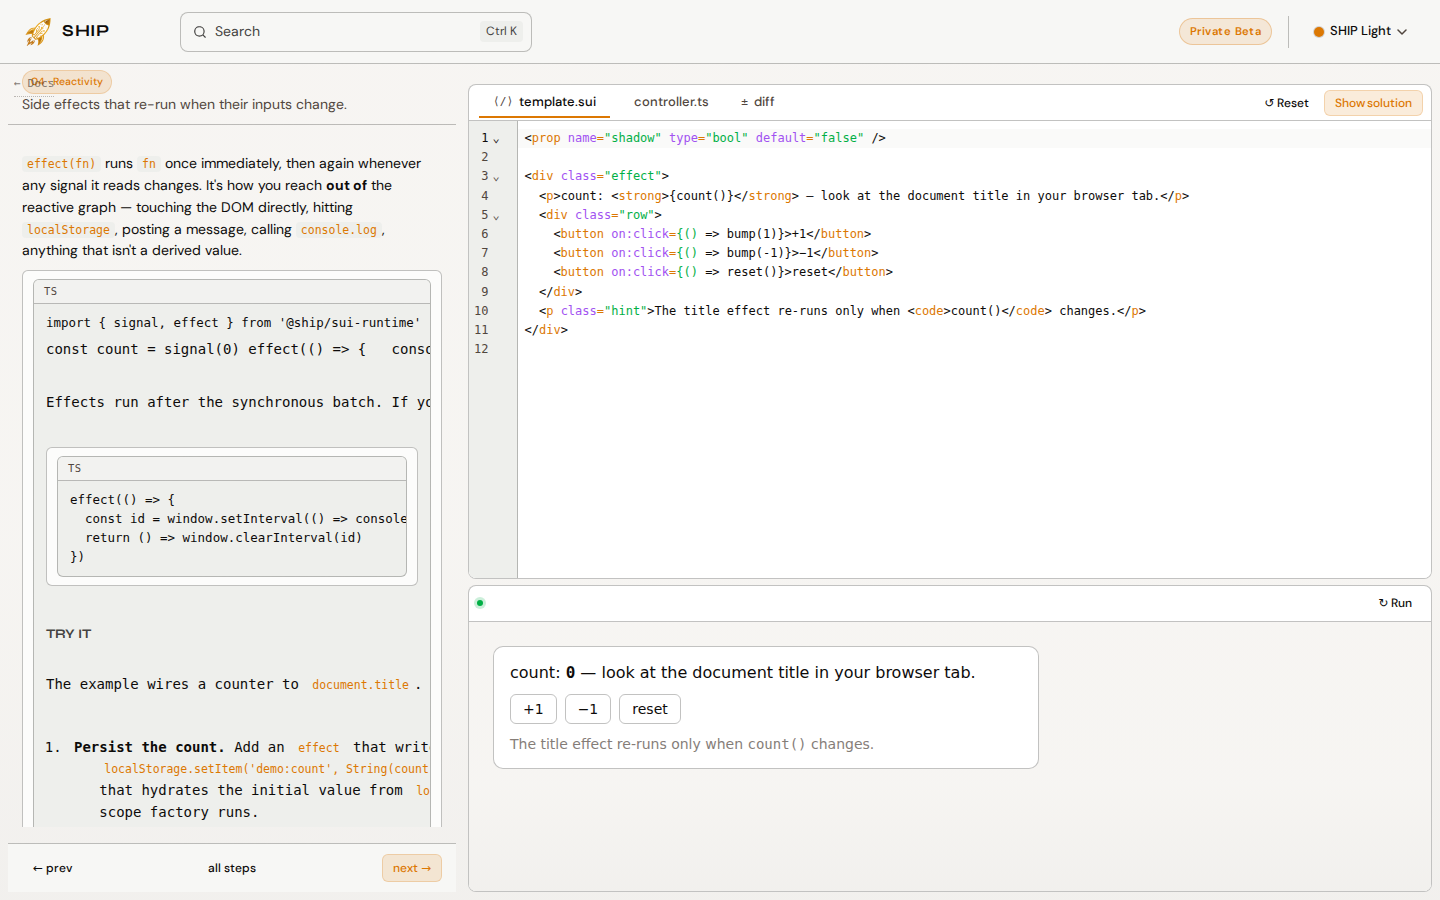 SHIP
Search
Ctrl K
Private Beta
SHIP Light
← Docs
04 · Reactivity
Side effects that re-run when their inputs change.
effect(fn) runs fn once immediately, then again whenever
any signal it reads changes. It's how you reach out of the
reactive graph — touching the DOM directly, hitting
localStorage, posting a message, calling console.log,
anything that isn't a derived value.
TS
import { signal, effect } from '@ship/sui-runtime'
const count = signal(0) effect(() => {   conso
Effects run after the synchronous batch. If yo
TS
effect(() => {
  const id = window.setInterval(() => console
  return () => window.clearInterval(id)
})
TRY IT
The example wires a counter to document.title.
1. Persist the count. Add an effect that writ
localStorage.setItem('demo:count', String(count
that hydrates the initial value from lo
scope factory runs.
← prev
all steps
next →
⟨/⟩ template.sui
controller.ts
± diff
↺ Reset
Show solution
1 <prop name="shadow" type="bool" default="false" />
2
3 <div class="effect">
4   <p>count: <strong>{count()}</strong> — look at the document title in your browser tab.</p>
5   <div class="row">
6     <button on:click={() => bump(1)}>+1</button>
7     <button on:click={() => bump(-1)}>−1</button>
8     <button on:click={() => reset()}>reset</button>
9   </div>
10   <p class="hint">The title effect re-runs only when <code>count()</code> changes.</p>
11 </div>
12
↻ Run
count: 0 — look at the document title in your browser tab.
+1
−1
reset
The title effect re-runs only when count() changes.